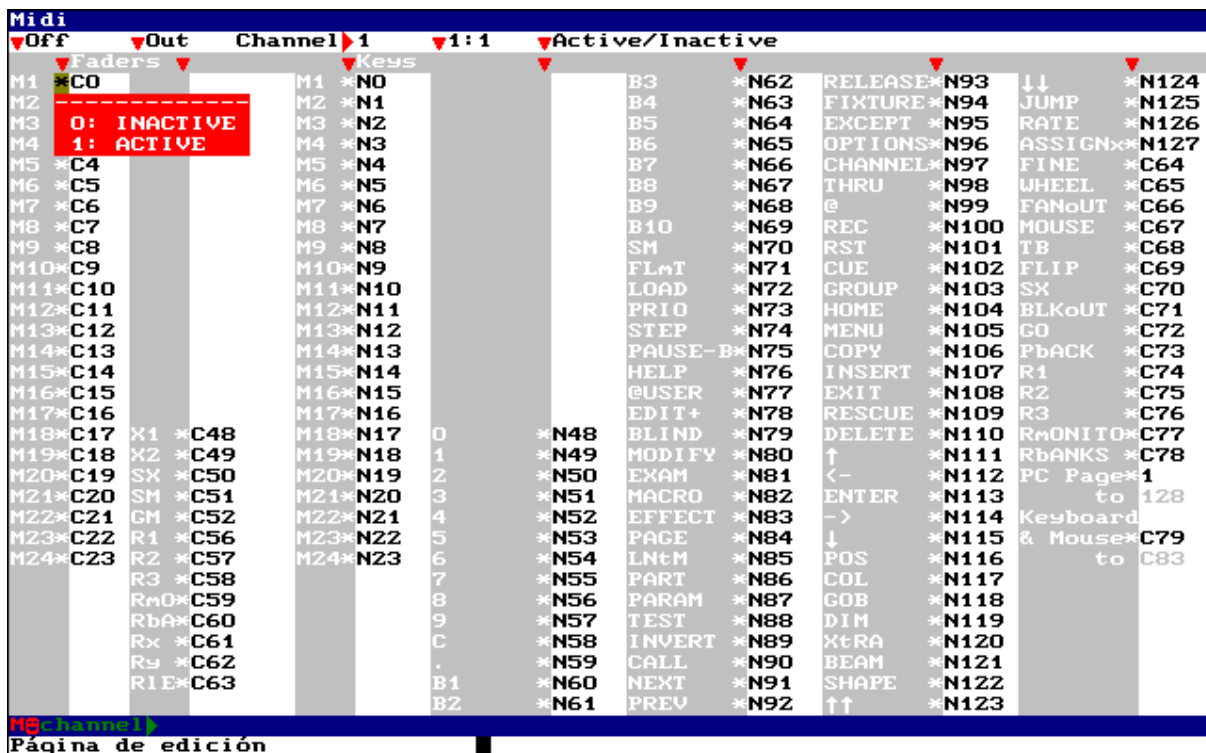 Midi
Off Out Channel 1 1:1 Active/Inactive
Faders Keys
M1 *C0 M1 *N0 B3 *N62 RELEASE*N93 ↓↓ *N124
M2 ------------- M2 *N1 B4 *N63 FIXTURE*N94 JUMP *N125
M3 0: INACTIVE M3 *N2 B5 *N64 EXCEPT *N95 RATE *N126
M4 1: ACTIVE M4 *N3 B6 *N65 OPTIONS*N96 ASSIGNx*N127
M5 *C4 M5 *N4 B7 *N66 CHANNEL*N97 FINE *C64
M6 *C5 M6 *N5 B8 *N67 THRU *N98 WHEEL *C65
M7 *C6 M7 *N6 B9 *N68 @ *N99 FANoUT *C66
M8 *C7 M8 *N7 B10 *N69 REC *N100 MOUSE *C67
M9 *C8 M9 *N8 SM *N70 RST *N101 TB *C68
M10*C9 M10*N9 FLmT *N71 CUE *N102 FLIP *C69
M11*C10 M11*N10 LOAD *N72 GROUP *N103 SX *C70
M12*C11 M12*N11 PRIO *N73 HOME *N104 BLKoUT *C71
M13*C12 M13*N12 STEP *N74 MENU *N105 GO *C72
M14*C13 M14*N13 PAUSE-B*N75 COPY *N106 PbACK *C73
M15*C14 M15*N14 HELP *N76 INSERT *N107 R1 *C74
M16*C15 M16*N15 @USER *N77 EXIT *N108 R2 *C75
M17*C16 M17*N16 EDIT+ *N78 RESCUE *N109 R3 *C76
M18*C17 X1 *C48 M18*N17 0 *N48 BLIND *N79 DELETE *N110 RmONITO*C77
M19*C18 X2 *C49 M19*N18 1 *N49 MODIFY *N80 ↑ *N111 RbANKS *C78
M20*C19 SX *C50 M20*N19 2 *N50 EXAM *N81 <- *N112 PC Page*1
M21*C20 SM *C51 M21*N20 3 *N51 MACRO *N82 ENTER *N113 to 128
M22*C21 GM *C52 M22*N21 4 *N52 EFFECT *N83 -> *N114 Keyboard
M23*C22 R1 *C56 M23*N22 5 *N53 PAGE *N84 ↓ *N115 & Mouse*C79
M24*C23 R2 *C57 M24*N23 6 *N54 LNtM *N85 POS *N116 to C83
R3 *C58 7 *N55 PART *N86 COL *N117
RmO*C59 8 *N56 PARAM *N87 GOB *N118
RbA*C60 9 *N57 TEST *N88 DIM *N119
Rx *C61 C *N58 INVERT *N89 XtRA *N120
Ry *C62 . *N59 CALL *N90 BEAM *N121
RlE*C63 B1 *N60 NEXT *N91 SHAPE *N122
B2 *N61 PREV *N92 ↑↑ *N123
channel
Página de edición